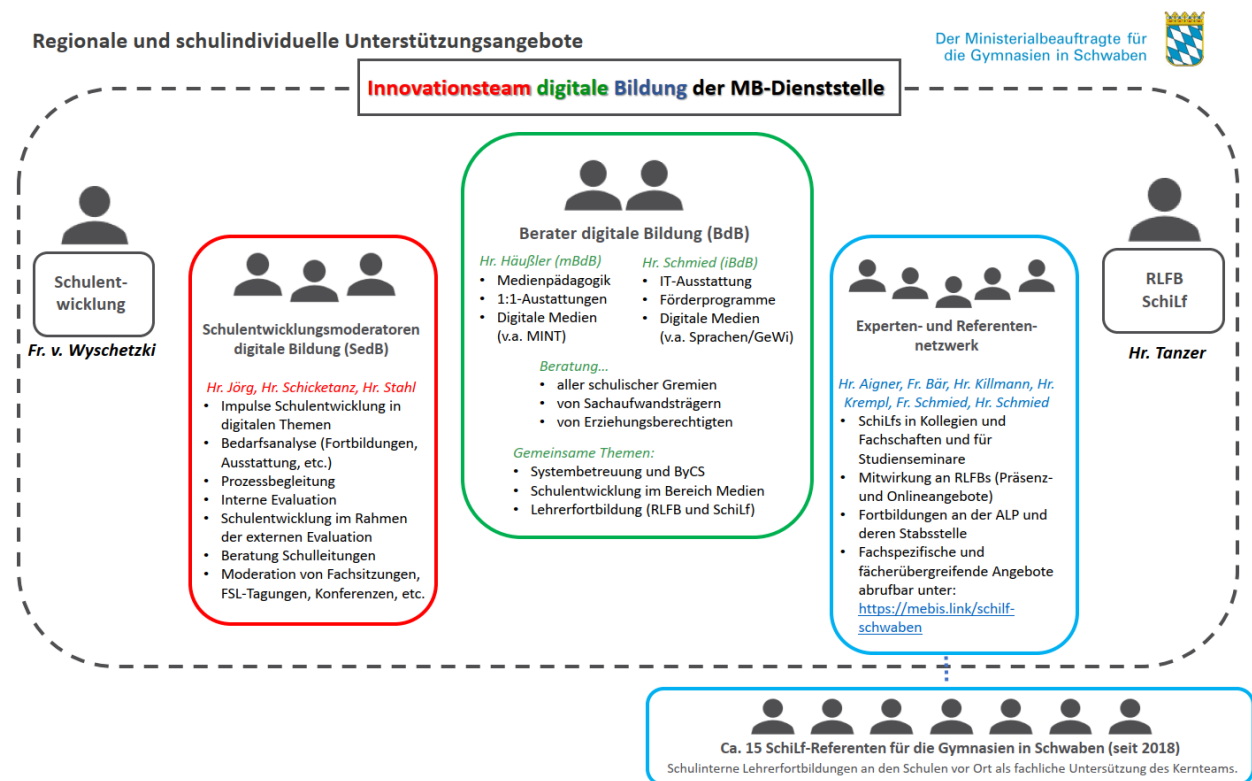 Regionale und schulindividuelle Unterstützungsangebote
Der Ministerialbeauftragte für
die Gymnasien in Schwaben
Innovationsteam digitale Bildung der MB-Dienststelle
Schulent-
wicklung
Fr. v. Wyschetzki
Schulentwicklungsmoderatoren
digitale Bildung (SedB)
Hr. Jörg, Hr. Schicketanz, Hr. Stahl
• Impulse Schulentwicklung in
digitalen Themen
• Bedarfsanalyse (Fortbildungen,
Ausstattung, etc.)
• Prozessbegleitung
• Interne Evaluation
• Schulentwicklung im Rahmen
der externen Evaluation
• Beratung Schulleitungen
• Moderation von Fachsitzungen,
FSL-Tagungen, Konferenzen, etc.
Berater digitale Bildung (BdB)
Hr. Häußler (mBdB)
• Medienpädagogik
• 1:1-Austattungen
• Digitale Medien
(v.a. MINT)
Hr. Schmied (iBdB)
• IT-Ausstattung
• Förderprogramme
• Digitale Medien
(v.a. Sprachen/GeWi)
Beratung...
• aller schulischer Gremien
• von Sachaufwandsträgern
• von Erziehungsberechtigten
Gemeinsame Themen:
• Systembetreuung und ByCS
• Schulentwicklung im Bereich Medien
• Lehrerfortbildung (RLFB und SchiLf)
Experten- und Referenten-
netzwerk
Hr. Aigner, Fr. Bär, Hr. Killmann, Hr.
Krempl, Fr. Schmied, Hr. Schmied
• SchiLfs in Kollegien und
Fachschaften und für
Studienseminare
• Mitwirkung an RLFBs (Präsenz-
und Onlineangebote)
• Fortbildungen an der ALP und
deren Stabsstelle
• Fachspezifische und
fächerübergreifende Angebote
abrufbar unter:
https://mebis.link/schilf-
schwaben
RLFB
SchiLf
Hr. Tanzer
Ca. 15 SchiLf-Referenten für die Gymnasien in Schwaben (seit 2018)
Schulinterne Lehrerfortbildungen an den Schulen vor Ort als fachliche Untersützung des Kernteams.